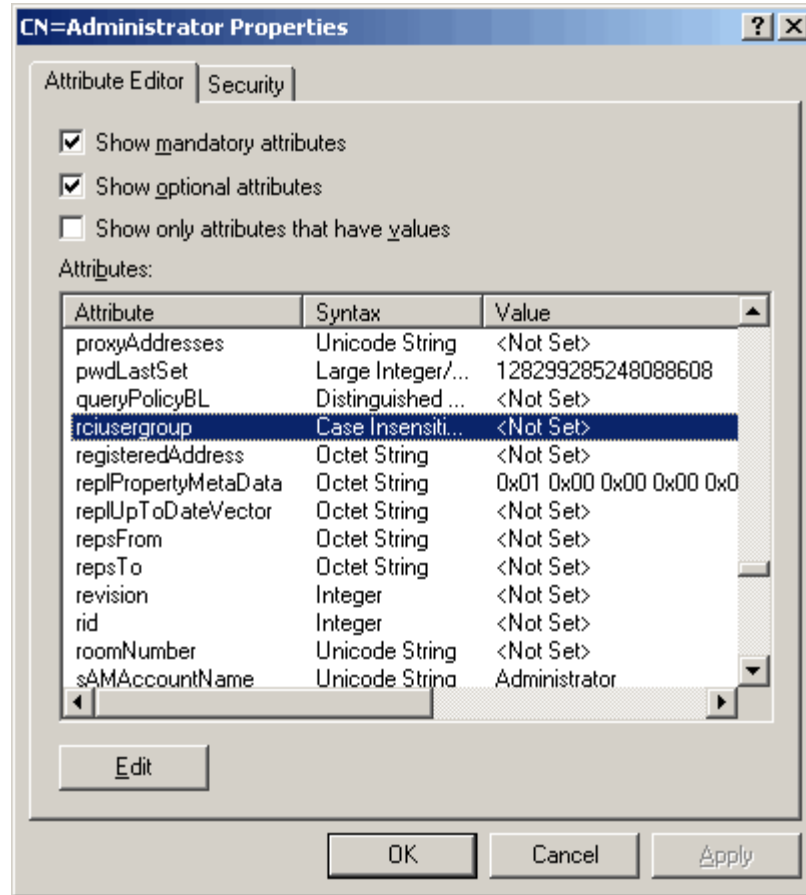 CN=Administrator Properties
Attribute Editor Security
Show mandatory attributes
Show optional attributes
Show only attributes that have values
Attributes:
Attribute Syntax Value
proxyAddresses Unicode String <Not Set>
pwdLastSet Large Integer/... 128299285248088608
queryPolicyBL Distinguished ... <Not Set>
rciusergroup Case Insensiti... <Not Set>
registeredAddress Octet String <Not Set>
replPropertyMetaData Octet String 0x01 0x00 0x00 0x00 0x0
replUpToDateVector Octet String <Not Set>
repsFrom Octet String <Not Set>
repsTo Octet String <Not Set>
revision Integer <Not Set>
rid Integer <Not Set>
roomNumber Unicode String <Not Set>
sAMAccountName Unicode String Administrator
Edit
OK Cancel Apply